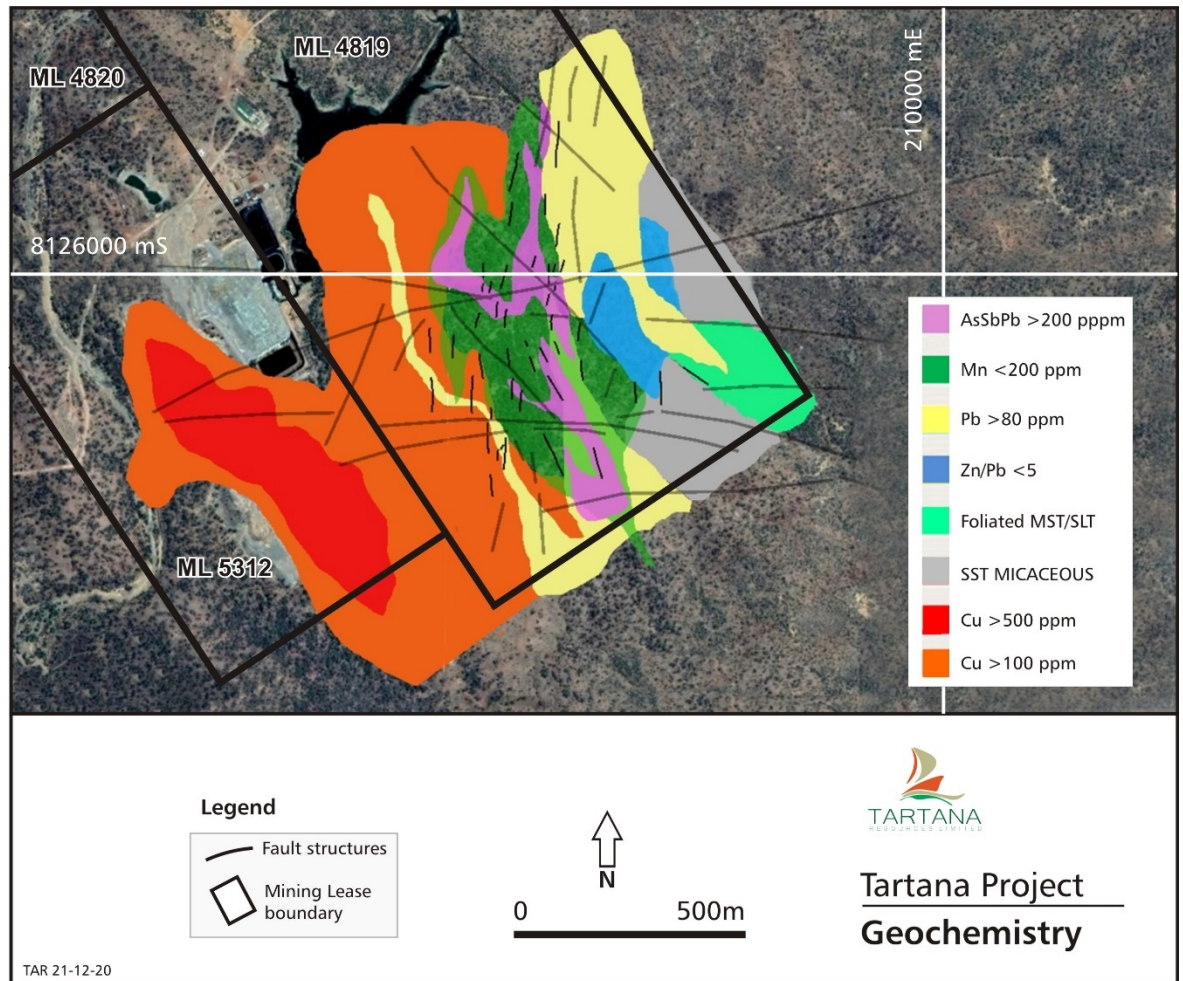 ML 4819
ML 4820
210000 mE
8126000 mS
AsSbPb >200 pppm
Mn <200 ppm
Pb >80 ppm
Zn/Pb <5
Foliated MST/SLT
SST MICACEOUS
Cu >500 ppm
Cu >100 ppm
ML 5312
Legend
Fault structures
Mining Lease
boundary
N
0 500m
TARTANA
RESOURCES LIMITED
Tartana Project
Geochemistry
TAR 21-12-20